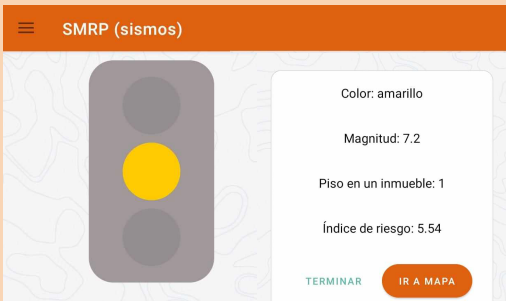 SMRP (sismos)
Color: amarillo
Magnitud: 7.2
Piso en un inmueble: 1
Índice de riesgo: 5.54
TERMINAR IR A MAPA